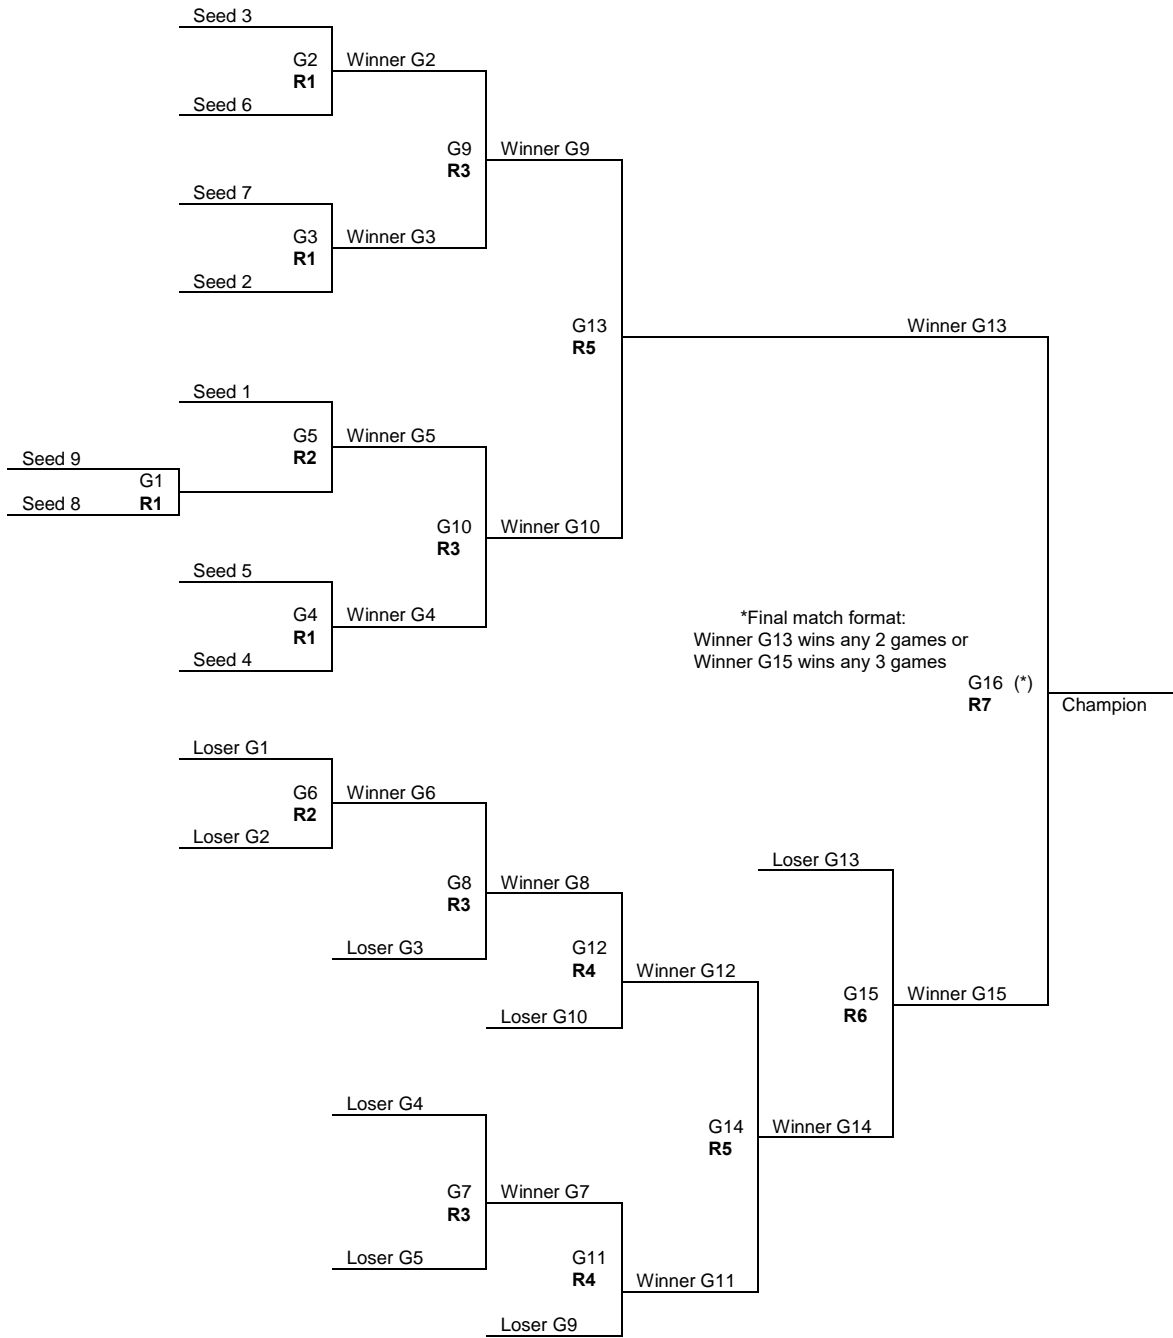 Seed 3
G2
Winner G2
R1
Seed 6
G9
Winner G9
R3
Seed 7
G3
Winner G3
R1
Seed 2
G13
Winner G13
R5
Seed 1
G5
Winner G5
R2
Seed 9
G1
Seed 8
R1
G10
Winner G10
R3
Seed 5
G4
Winner G4
R1
Seed 4
*Final match format:
Winner G13 wins any 2 games or
Winner G15 wins any 3 games
G16 (*)
R7
Champion
Loser G1
G6
Winner G6
R2
Loser G2
Loser G13
G8
Winner G8
R3
Loser G3
G12
R4
Winner G12
G15
Winner G15
R6
Loser G10
Loser G4
G14
Winner G14
R5
G7
Winner G7
R3
Loser G5
G11
R4
Winner G11
Loser G9